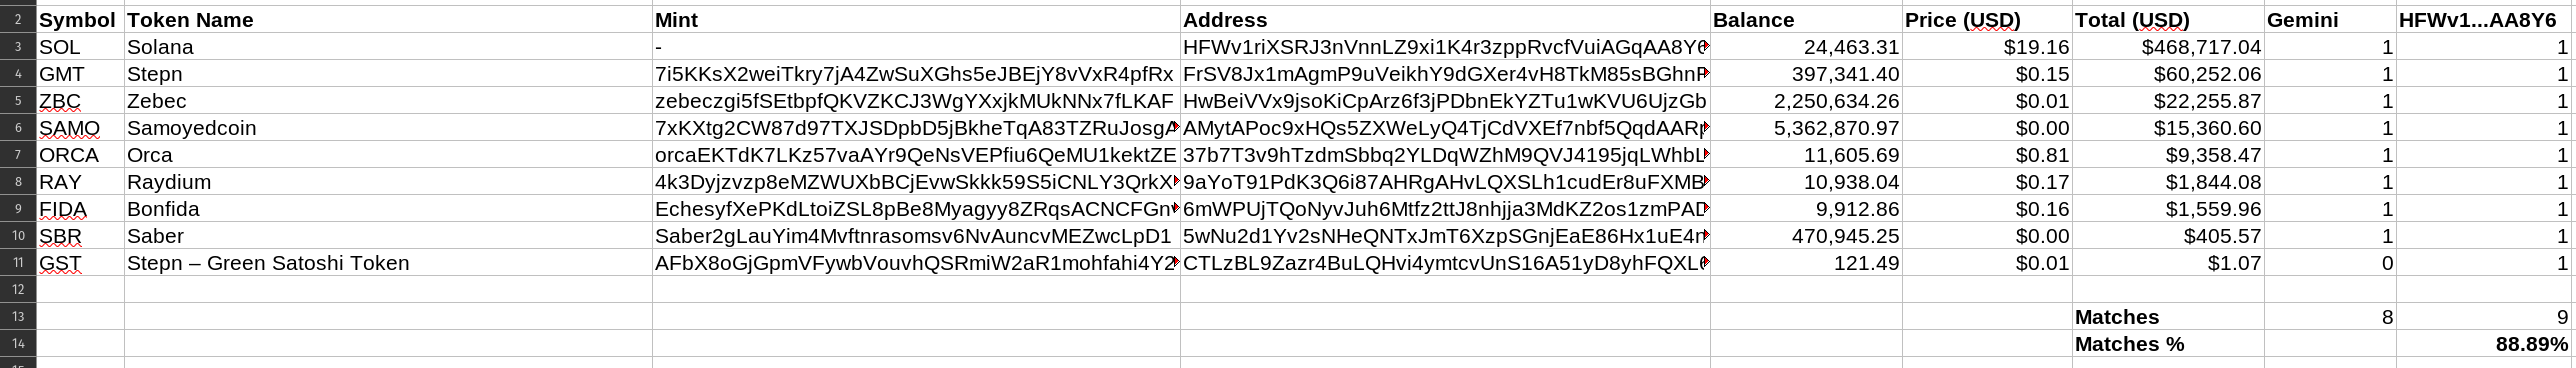 2 Symbol Token Name Mint Address Balance Price (USD) Total (USD) Gemini HFWv1...AA8Y6
3 SOL Solana - HFWv1riXSRJ3nVnnLZ9xi1K4r3zppRvcfVuiAGqAA8Y6 24,463.31 $19.16 $468,717.04 1 1
4 GMT Stepn 7i5KKsX2weiTkry7jA4ZwSuXGhs5eJBEjY8vVxR4pfRx FrSV8Jx1mAgmP9uVeikhY9dGXer4vH8TkM85sBGhnF 397,341.40 $0.15 $60,252.06 1 1
5 ZBC Zebec zebeczgi5fSEtbpfQKVZKCJ3WgYXxjkMUkNNx7fLKAF HwBeiVVx9jsoKiCpArz6f3jPDbnEkYZTu1wKVU6UjzGb 2,250,634.26 $0.01 $22,255.87 1 1
6 SAMO Samoyedcoin 7xKXtg2CW87d97TXJSDpbD5jBkheTqA83TZRuJosgA AMytAPoc9xHQs5ZXWeLyQ4TjCdVXEf7nbf5QqdAARp 5,362,870.97 $0.00 $15,360.60 1 1
7 ORCA Orca orcaEKTdK7LKz57vaAYr9QeNsVEPfiu6QeMU1kektZE 37b7T3v9hTzdmSbbq2YLDqWZhM9QVJ4195jqLWhbL 11,605.69 $0.81 $9,358.47 1 1
8 RAY Raydium 4k3Dyjzvzp8eMZWUXbBCjEvwSkkk59S5iCNLY3QrkX 9aYoT91PdK3Q6i87AHRgAHvLQXSLh1cudEr8uFXMB 10,938.04 $0.17 $1,844.08 1 1
9 FIDA Bonfida EchesyfXePKdLtoiZSL8pBe8Myagyy8ZRqsACNCFGnv 6mWPUjTQoNyvJuh6Mtfz2ttJ8nhjja3MdKZ2os1zmPAD 9,912.86 $0.16 $1,559.96 1 1
10 SBR Saber Saber2gLauYim4Mvftnrasomsv6NvAuncvMEZwcLpD1 5wNu2d1Yv2sNHeQNTxJmT6XzpSGnjEaE86Hx1uE4n 470,945.25 $0.00 $405.57 1 1
11 GST Stepn – Green Satoshi Token AFbX8oGjGpmVFywbVouvhQSRmiW2aR1mohfahi4Y2 CTLzBL9Zazr4BuLQHvi4ymtcvUnS16A51yD8yhFQXL6 121.49 $0.01 $1.07 0 1
12
13 Matches 8 9
14 Matches % 88.89%